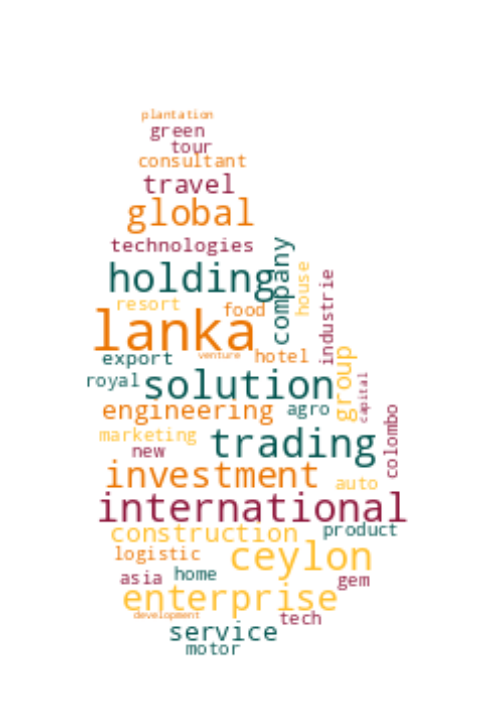 plantation
green
tour
consultant
travel
global
technologies
company
holding
house
industrie
resort
food
lanka
export
venture
hotel
group
royal
solution
capital
engineering
agro
colombo
marketing
trading
new
investment
auto
international
construction
product
logistic
ceylon
asia
home
gem
enterprise
development
tech
service
motor